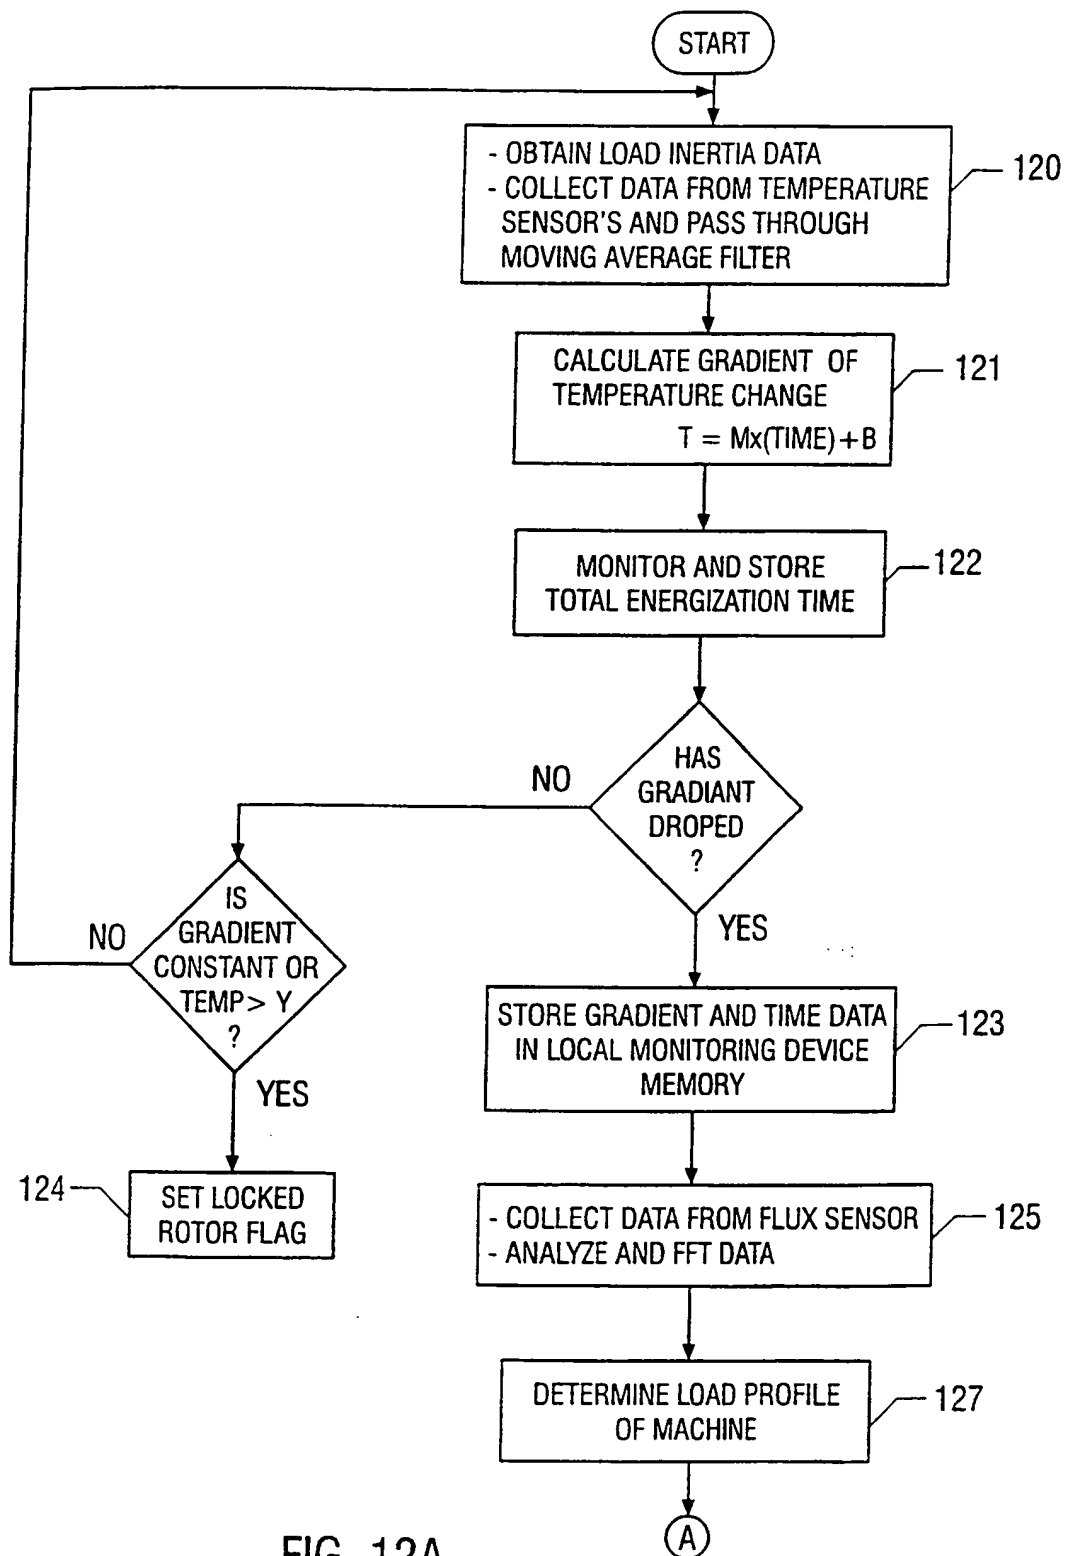 START
- OBTAIN LOAD INERTIA DATA
- COLLECT DATA FROM TEMPERATURE
SENSOR'S AND PASS THROUGH
MOVING AVERAGE FILTER
120
CALCULATE GRADIENT OF
TEMPERATURE CHANGE
T = Mx(TIME)+B
121
MONITOR AND STORE
TOTAL ENERGIZATION TIME
122
HAS
GRADIANT
DROPED
?
NO
YES
IS
GRADIENT
CONSTANT OR
TEMP> Y
?
NO
YES
124
SET LOCKED
ROTOR FLAG
STORE GRADIENT AND TIME DATA
IN LOCAL MONITORING DEVICE
MEMORY
123
- COLLECT DATA FROM FLUX SENSOR
- ANALYZE AND FFT DATA
125
DETERMINE LOAD PROFILE
OF MACHINE
127
A
FIG. 12A